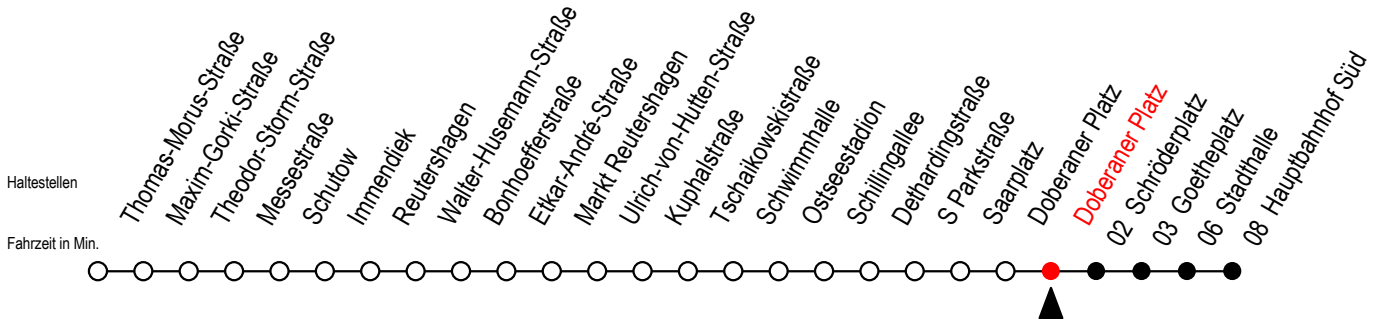 Haltestellen
Fahrzeit in Min.
Thomas-Morus-Straße
Maxim-Gorki-Straße
Theodor-Storm-Straße
Messestraße
Schutow
Immendiek
Reutershagen
Walter-Husemann-Straße
Bonhoefferstraße
Etkar-André-Straße
Markt Reutershagen
Ulrich-von-Hutten-Straße
Kuphalstraße
Tschaikowskistraße
Schwimmhalle
Ostseestadion
Schillingallee
Dethardingstraße
S Parkstraße
Saarplatz
Doberaner Platz
Doberaner Platz
02 Schröderplatz
03 Goetheplatz
06 Stadthalle
08 Hauptbahnhof Süd